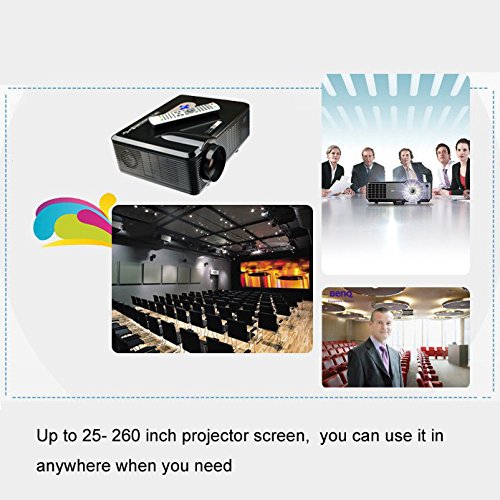 BENQ
Up to 25- 260 inch projector screen,  you can use it in
anywhere when you need